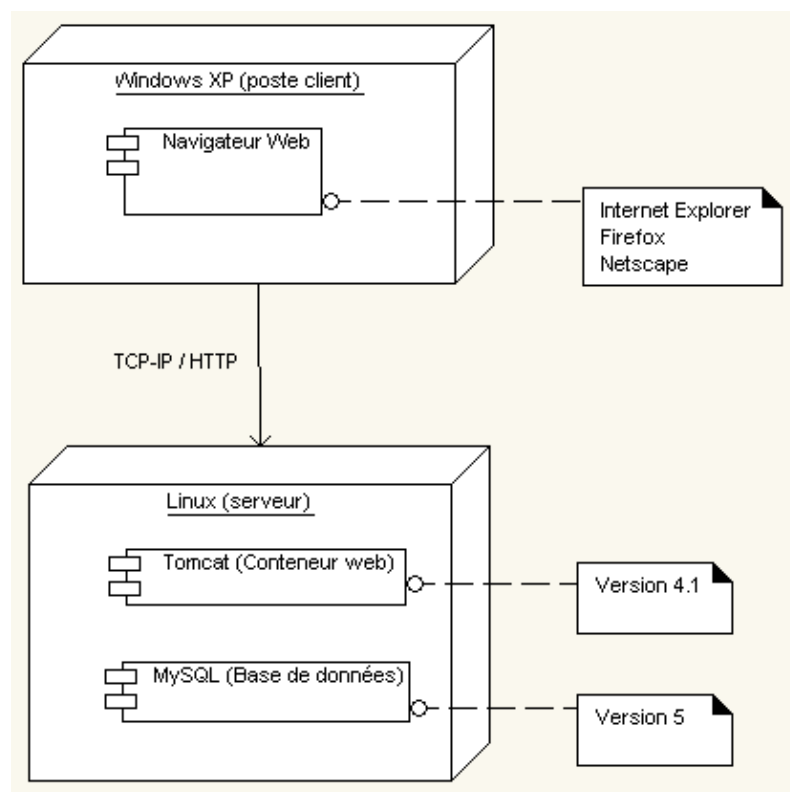 Windows XP (poste client)
Navigateur Web
Internet Explorer
Firefox
Netscape
TCP-IP / HTTP
Linux (serveur)
Tomcat (Conteneur web)
Version 4.1
MySQL (Base de données)
Version 5